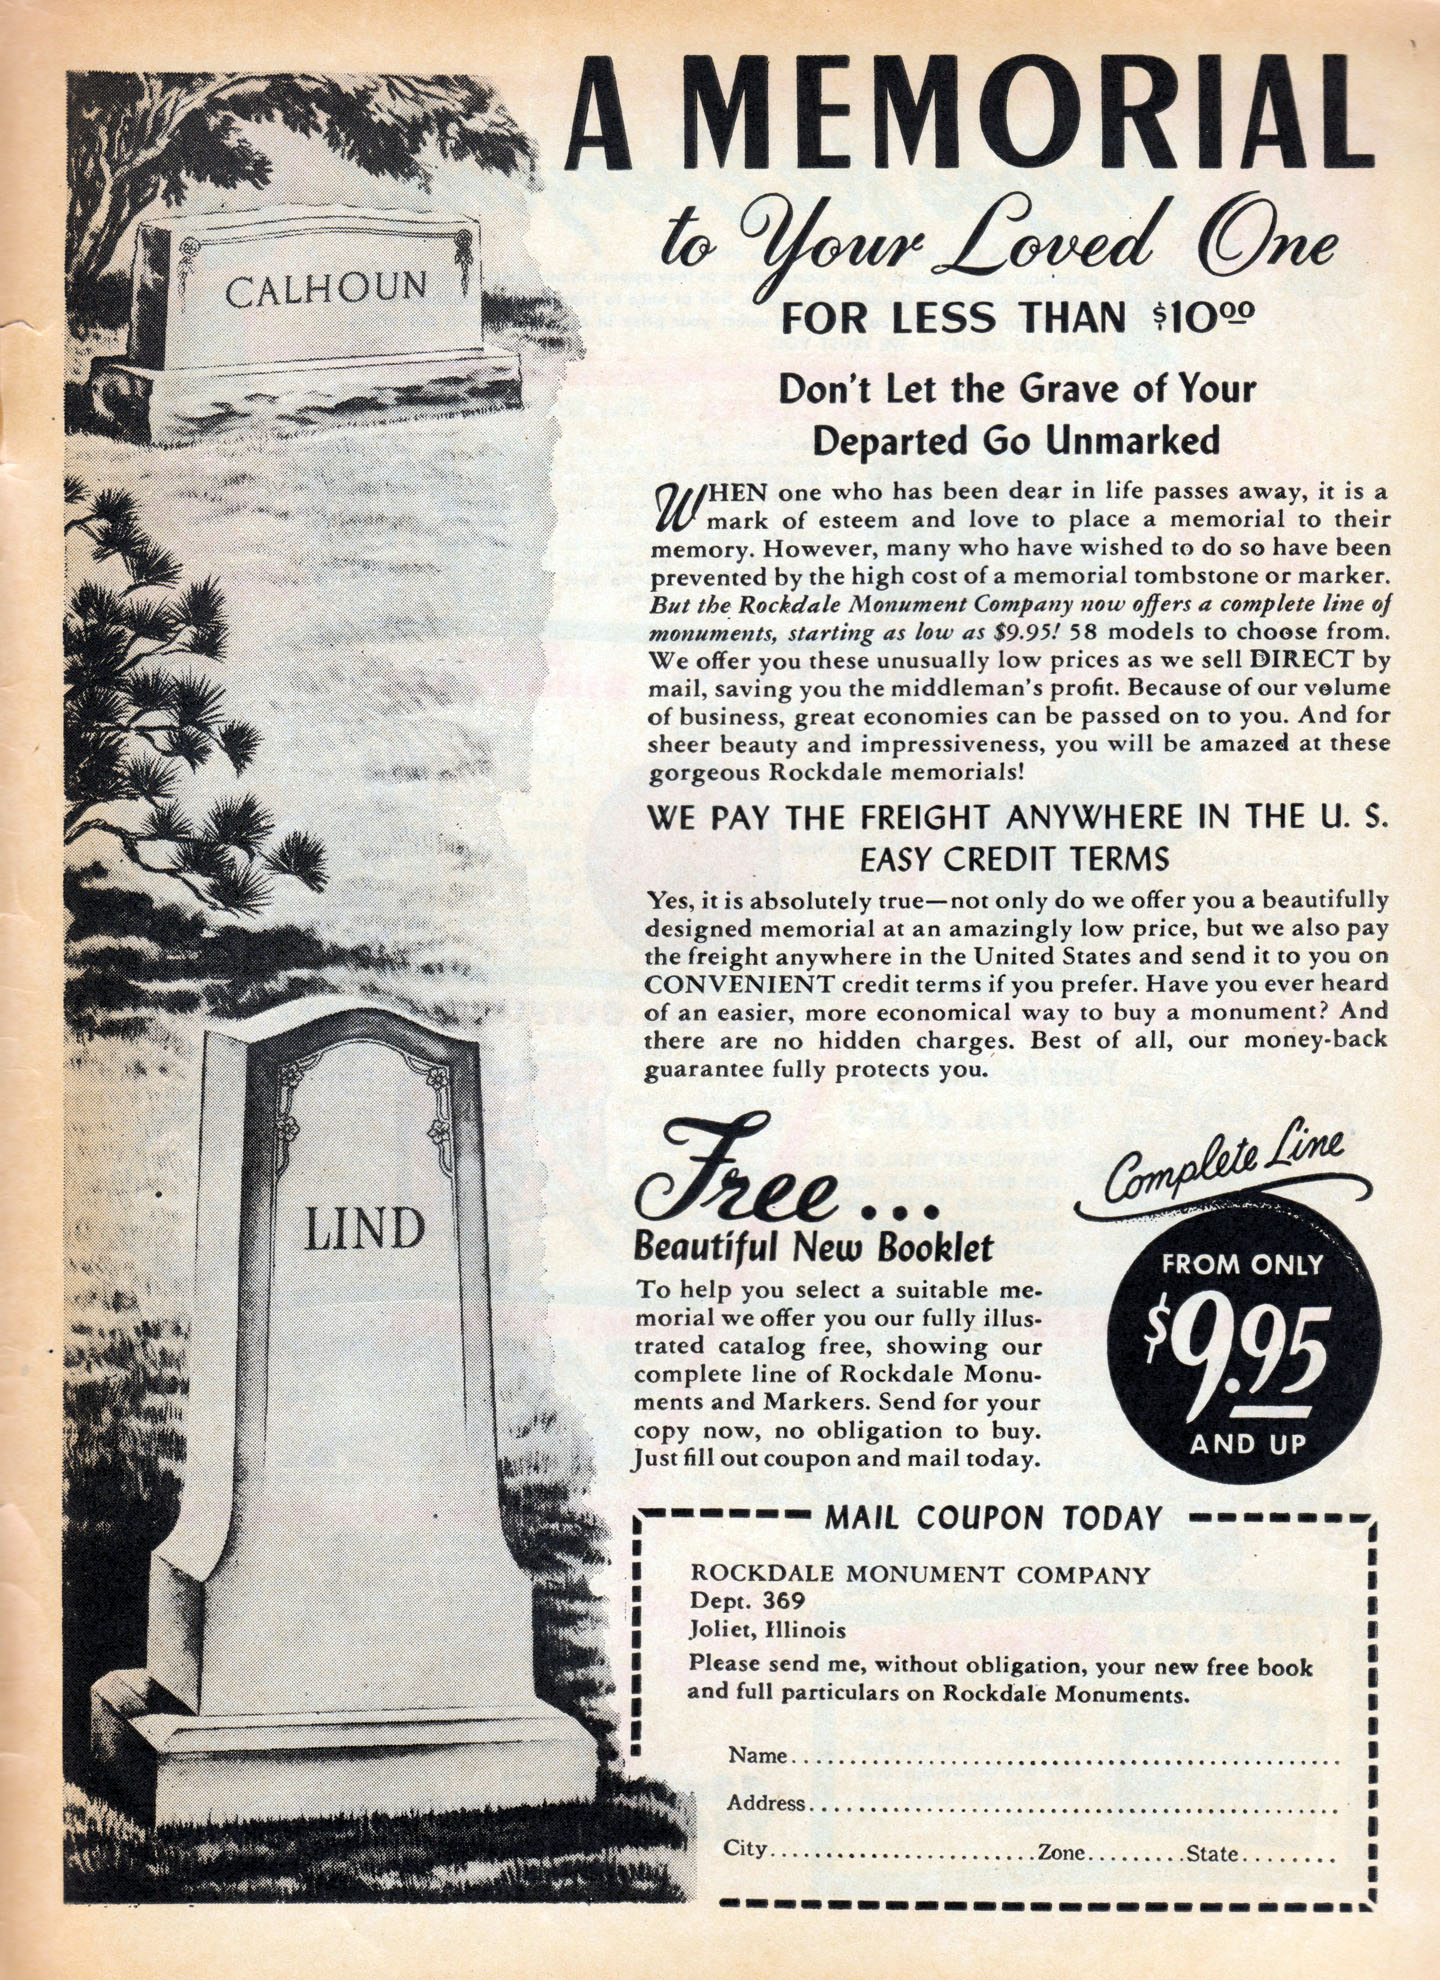 CALHOUN
LIND
A MEMORIAL
to Your Loved One
FOR LESS THAN $10⁰⁰
Don't Let the Grave of Your
Departed Go Unmarked
WHEN one who has been dear in life passes away, it is a
mark of esteem and love to place a memorial to their
memory. However, many who have wished to do so have been
prevented by the high cost of a memorial tombstone or marker.
But the Rockdale Monument Company now offers a complete line of
monuments, starting as low as $9.95! 58 models to choose from.
We offer you these unusually low prices as we sell DIRECT by
mail, saving you the middleman's profit. Because of our volume
of business, great economies can be passed on to you. And for
sheer beauty and impressiveness, you will be amazed at these
gorgeous Rockdale memorials!
WE PAY THE FREIGHT ANYWHERE IN THE U. S.
EASY CREDIT TERMS
Yes, it is absolutely true—not only do we offer you a beautifully
designed memorial at an amazingly low price, but we also pay
the freight anywhere in the United States and send it to you on
CONVENIENT credit terms if you prefer. Have you ever heard
of an easier, more economical way to buy a monument? And
there are no hidden charges. Best of all, our money-back
guarantee fully protects you.
Free...
Beautiful New Booklet
To help you select a suitable me-
morial we offer you our fully illus-
trated catalog free, showing our
complete line of Rockdale Monu-
ments and Markers. Send for your
copy now, no obligation to buy.
Just fill out coupon and mail today.
Complete Line
FROM ONLY
$9.95
AND UP
MAIL COUPON TODAY
ROCKDALE MONUMENT COMPANY
Dept. 369
Joliet, Illinois
Please send me, without obligation, your new free book
and full particulars on Rockdale Monuments.
Name
Address
City Zone State